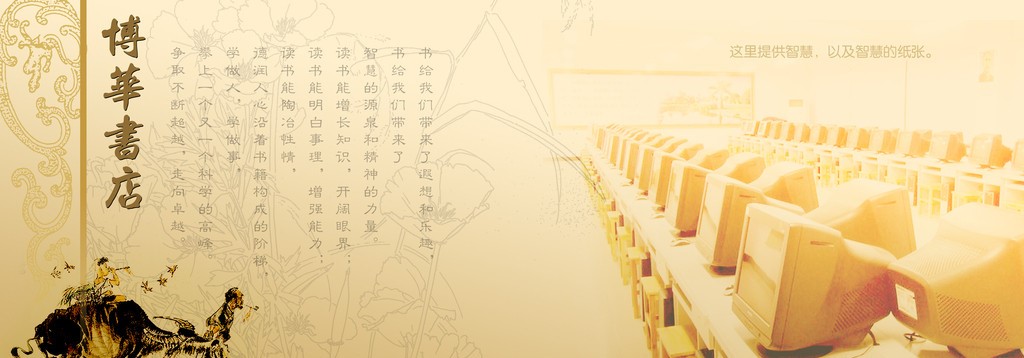 博華書店
书给我们带来了遐想和乐趣，
书给我们带来了
智慧的源泉和精神的力量。
读书能增长知识，开阔眼界；
读书能明白事理，增强能力；
读书能陶冶性情，
德润人心沿着书籍构成的阶梯，
学做人，学做事，
攀上一个又一个科学的高峰。
争取不断超越，走向卓越。
这里提供智慧，以及智慧的纸张。